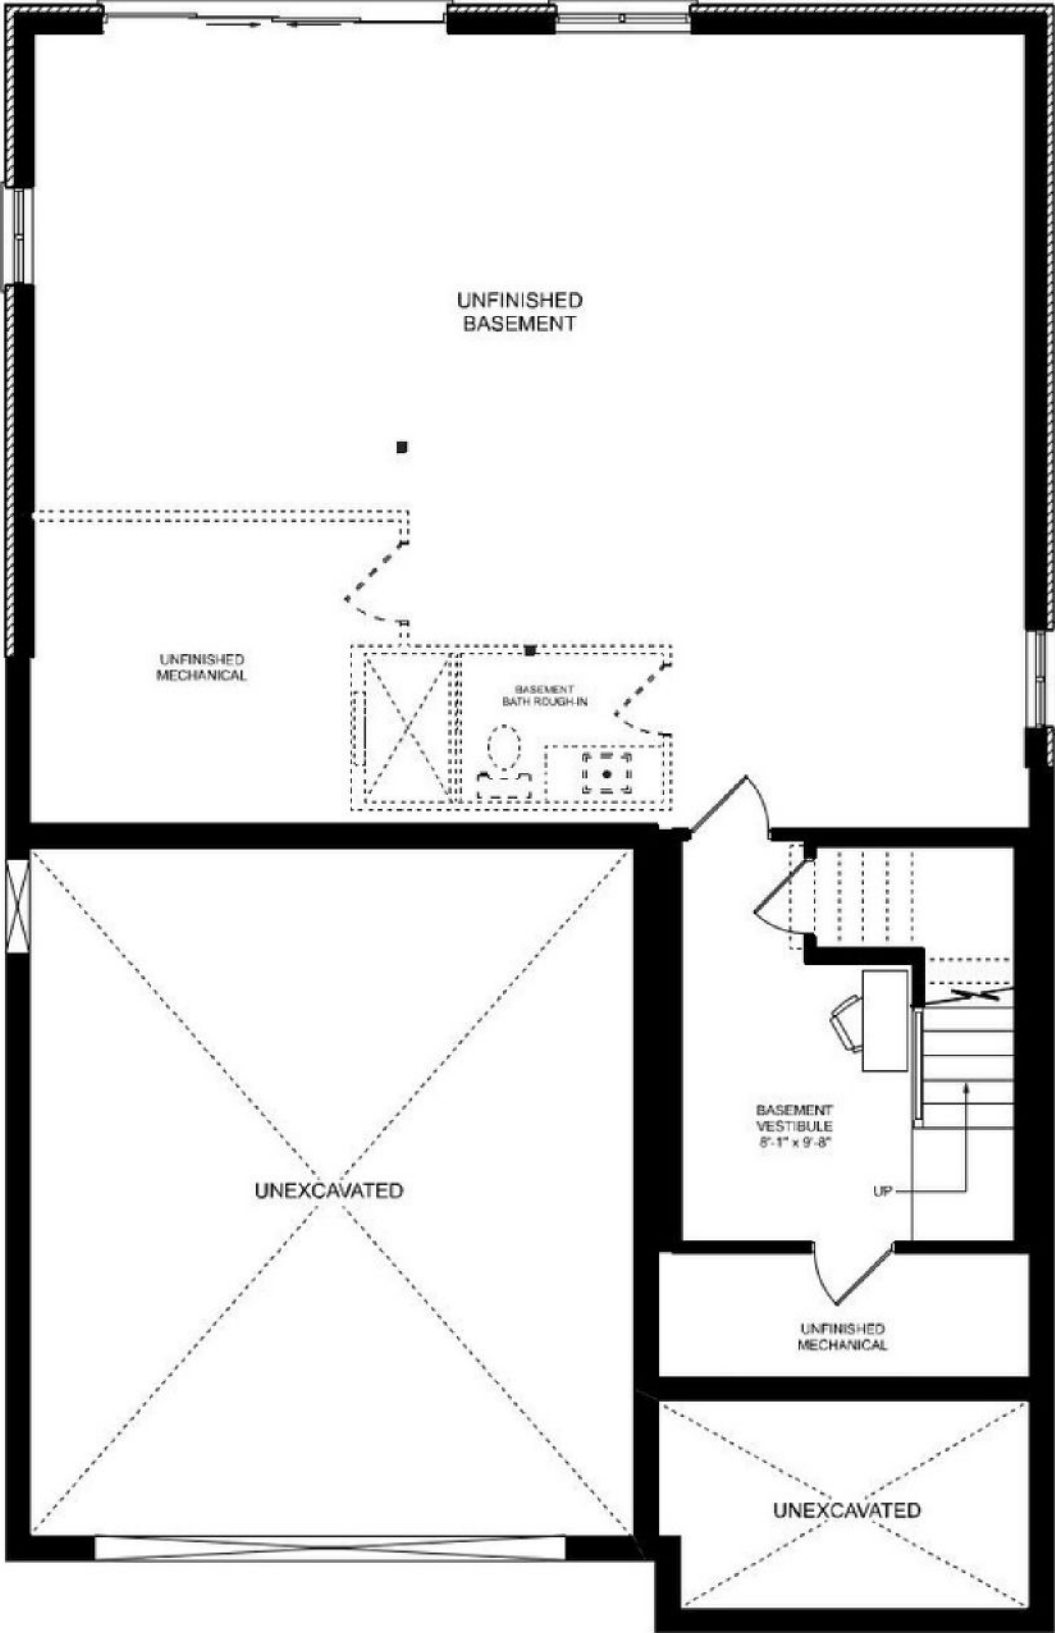 UNFINISHED
BASEMENT
UNFINISHED
MECHANICAL
BASEMENT
BATH ROUGH-IN
BASEMENT
VESTIBULE
8'-1" x 9'-8"
UP
UNEXCAVATED
UNFINISHED
MECHANICAL
UNEXCAVATED